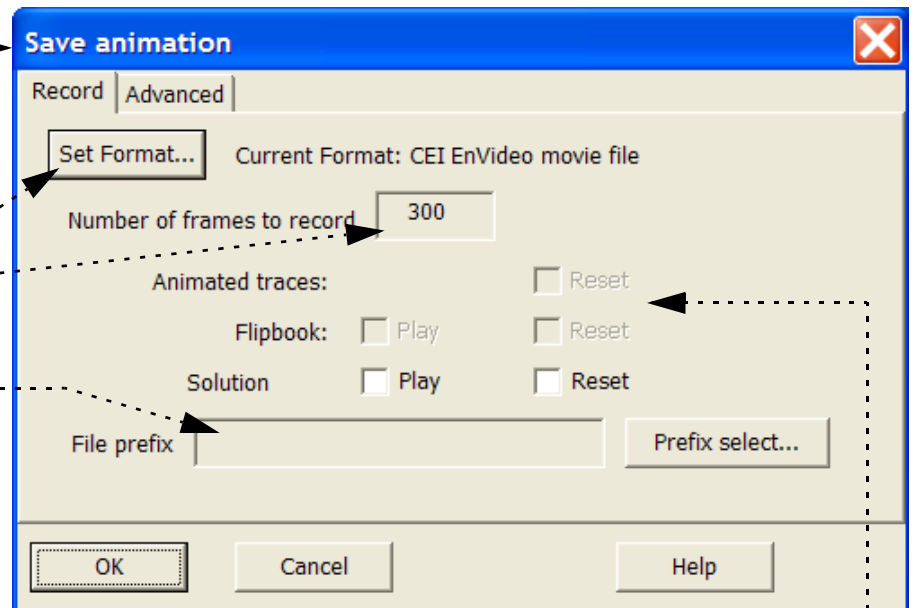 Save animation
Record Advanced
Set Format... Current Format: CEI EnVideo movie file
Number of frames to record 300
Animated traces: Reset
Flipbook: Play Reset
Solution Play Reset
File prefix Prefix select...
OK Cancel Help